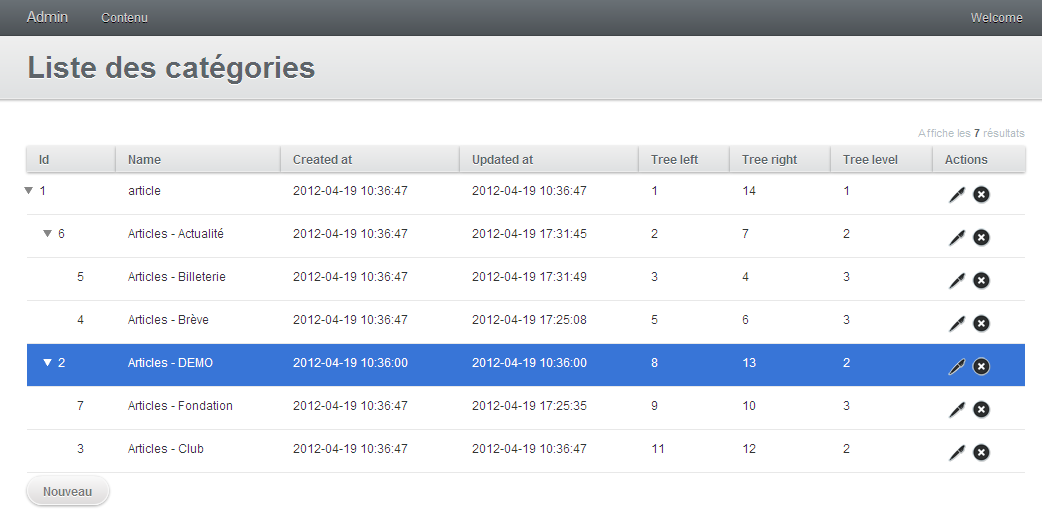 Admin Contenu Welcome
Liste des catégories
Affiche les 7 résultats
Id Name Created at Updated at Tree left Tree right Tree level Actions
1 article 2012-04-19 10:36:47 2012-04-19 10:36:47 1 14 1
6 Articles - Actualité 2012-04-19 10:36:47 2012-04-19 17:31:45 2 7 2
5 Articles - Billeterie 2012-04-19 10:36:47 2012-04-19 17:31:49 3 4 3
4 Articles - Brève 2012-04-19 10:36:47 2012-04-19 17:25:08 5 6 3
2 Articles - DEMO 2012-04-19 10:36:00 2012-04-19 10:36:00 8 13 2
7 Articles - Fondation 2012-04-19 10:36:47 2012-04-19 17:25:35 9 10 3
3 Articles - Club 2012-04-19 10:36:47 2012-04-19 10:36:47 11 12 2
Nouveau